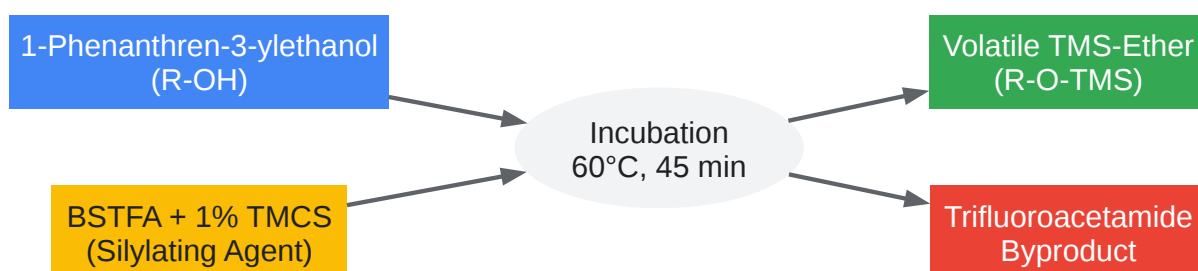 1-Phenanthren-3-ylethanol
(R-OH)
BSTFA + 1% TMCS
(Silylating Agent)
Incubation
60°C, 45 min
Volatile TMS-Ether
(R-O-TMS)
Trifluoroacetamide
Byproduct